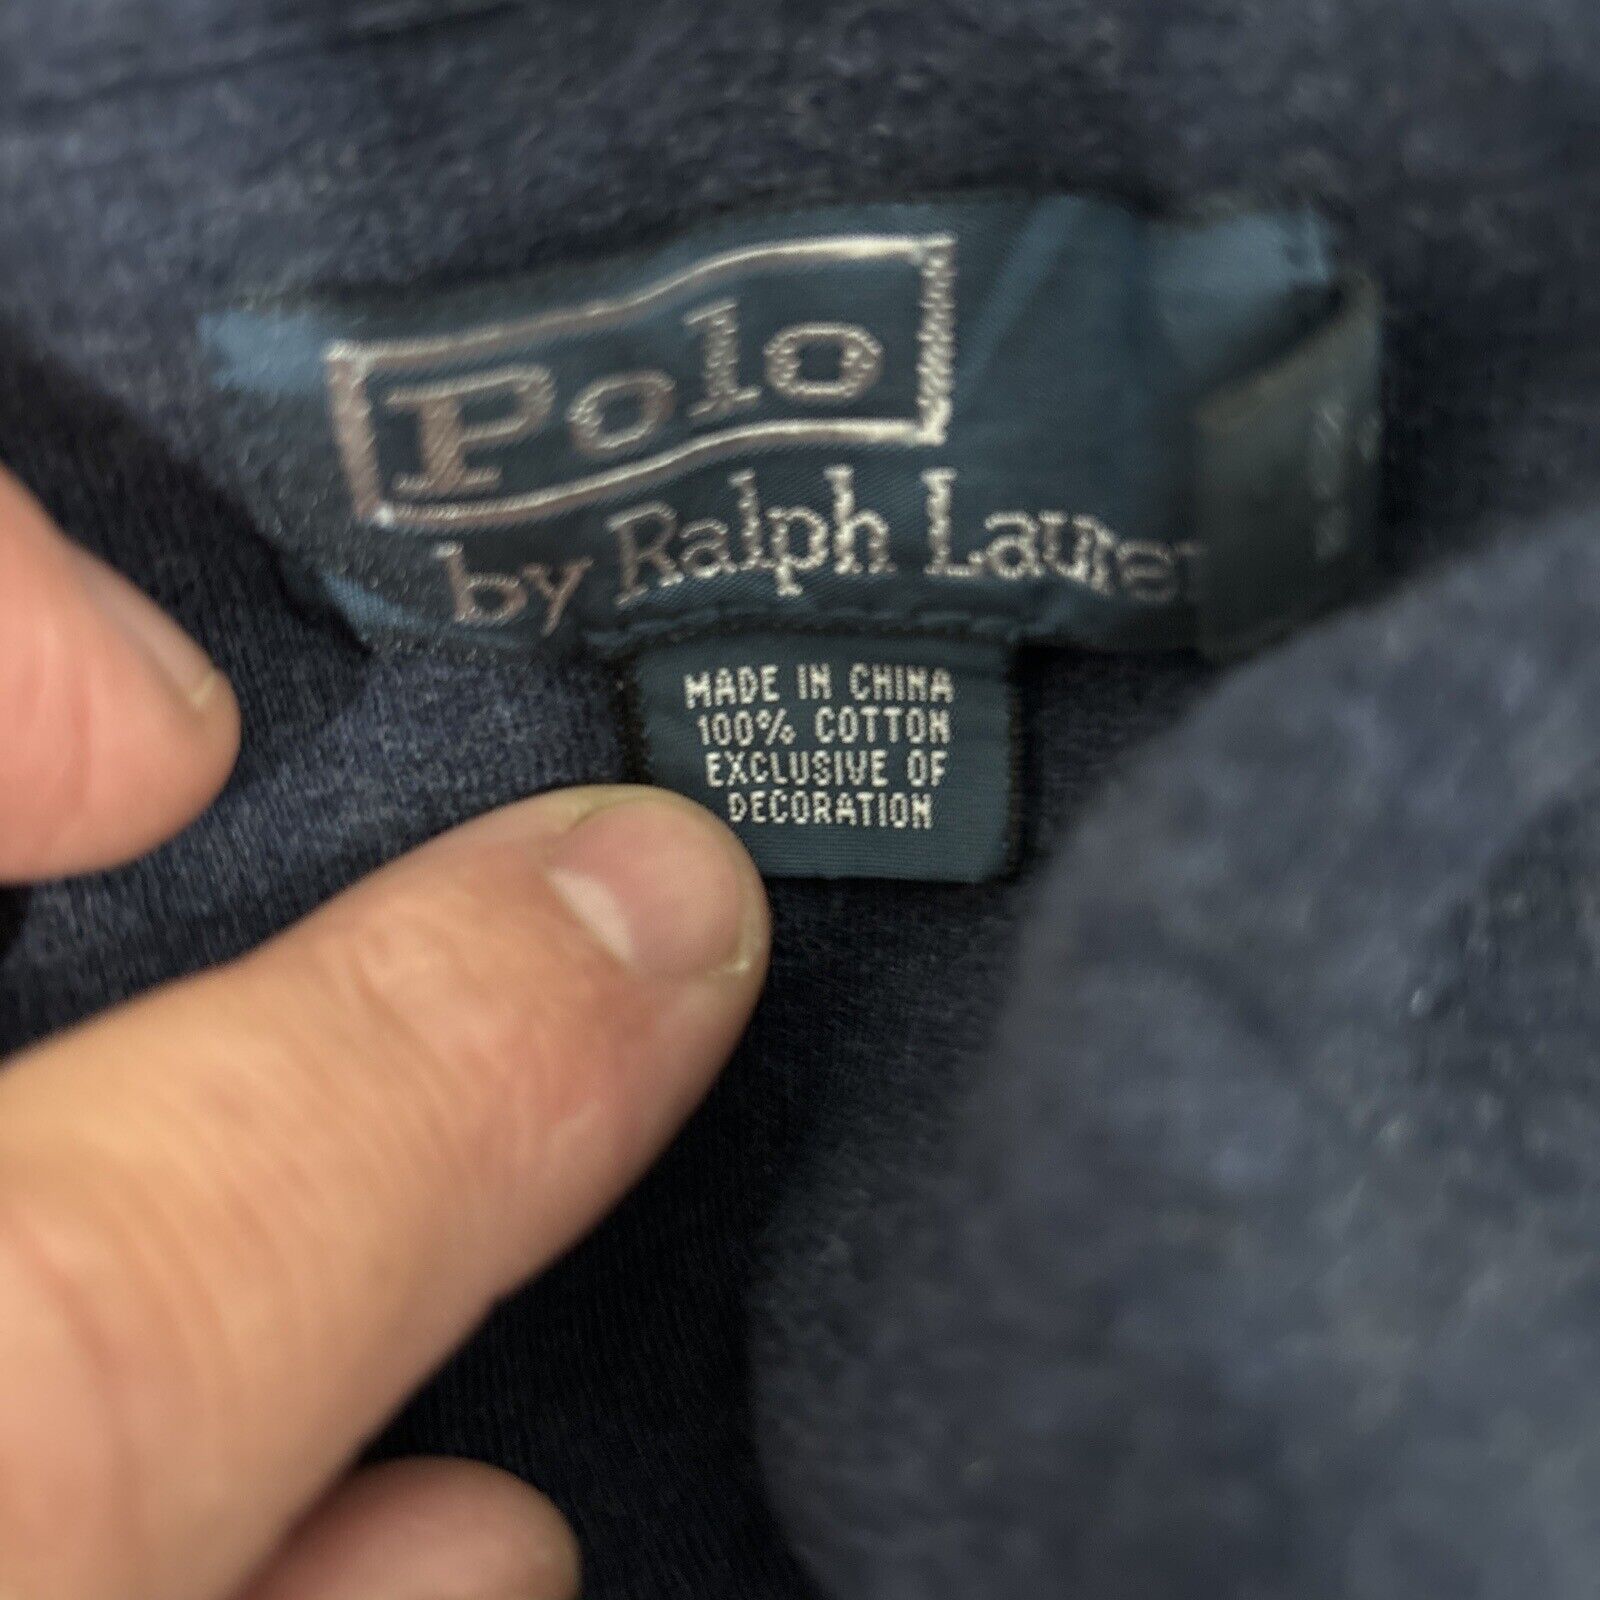 Polo
by Ralph Lauren
MADE IN CHINA
100% COTTON
EXCLUSIVE OF
DECORATION